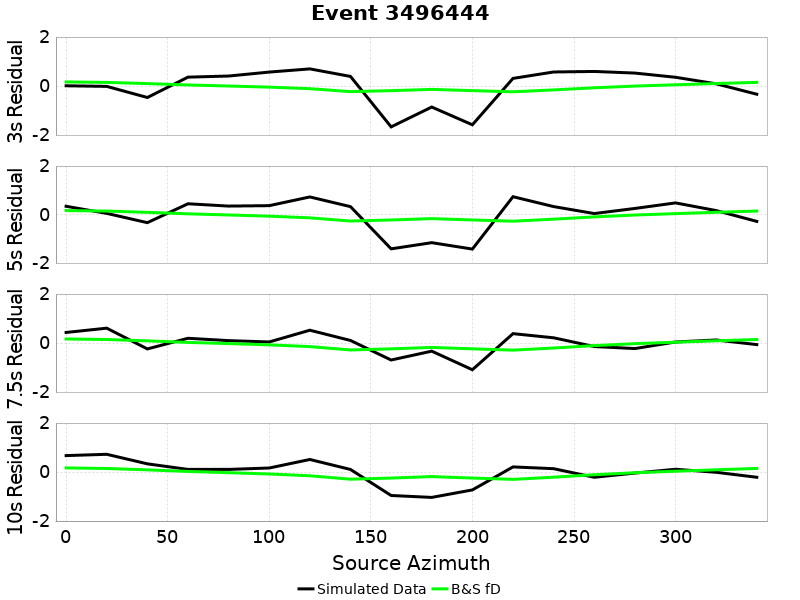 Event 3496444
3s Residual
2
0
-2
5s Residual
2
0
-2
7.5s Residual
2
0
-2
10s Residual
2
0
-2
0 50 100 150 200 250 300
Source Azimuth
Simulated Data B&S fD